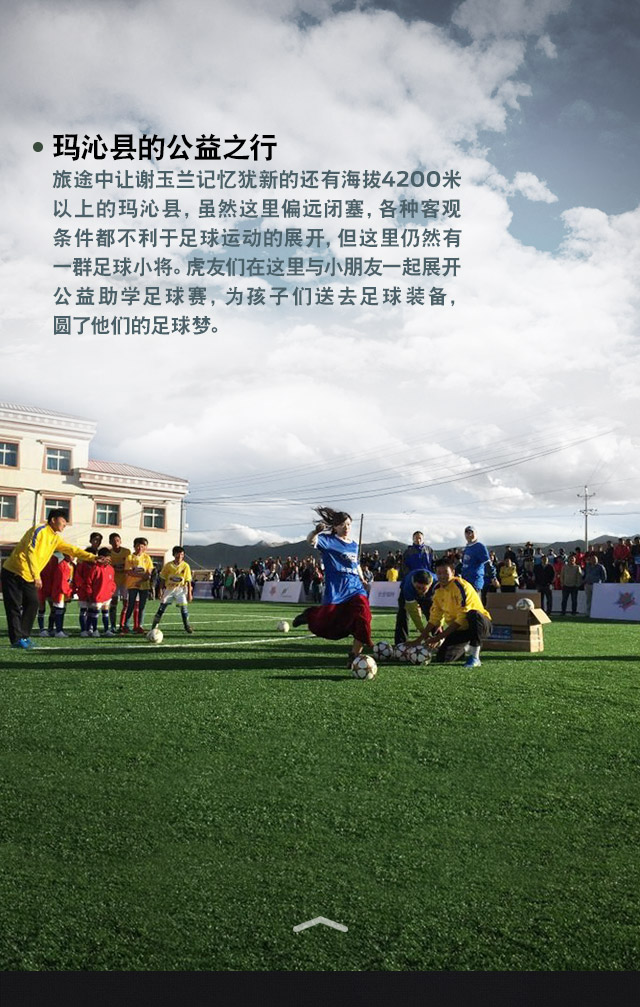 玛沁县的公益之行
旅途中让谢玉兰记忆犹新的还有海拔4200米
以上的玛沁县，虽然这里偏远闭塞，各种客观
条件都不利于足球运动的展开，但这里仍然有
一群足球小将。虎友们在这里与小朋友一起展开
公益助学足球赛，为孩子们送去足球装备，
圆了他们的足球梦。